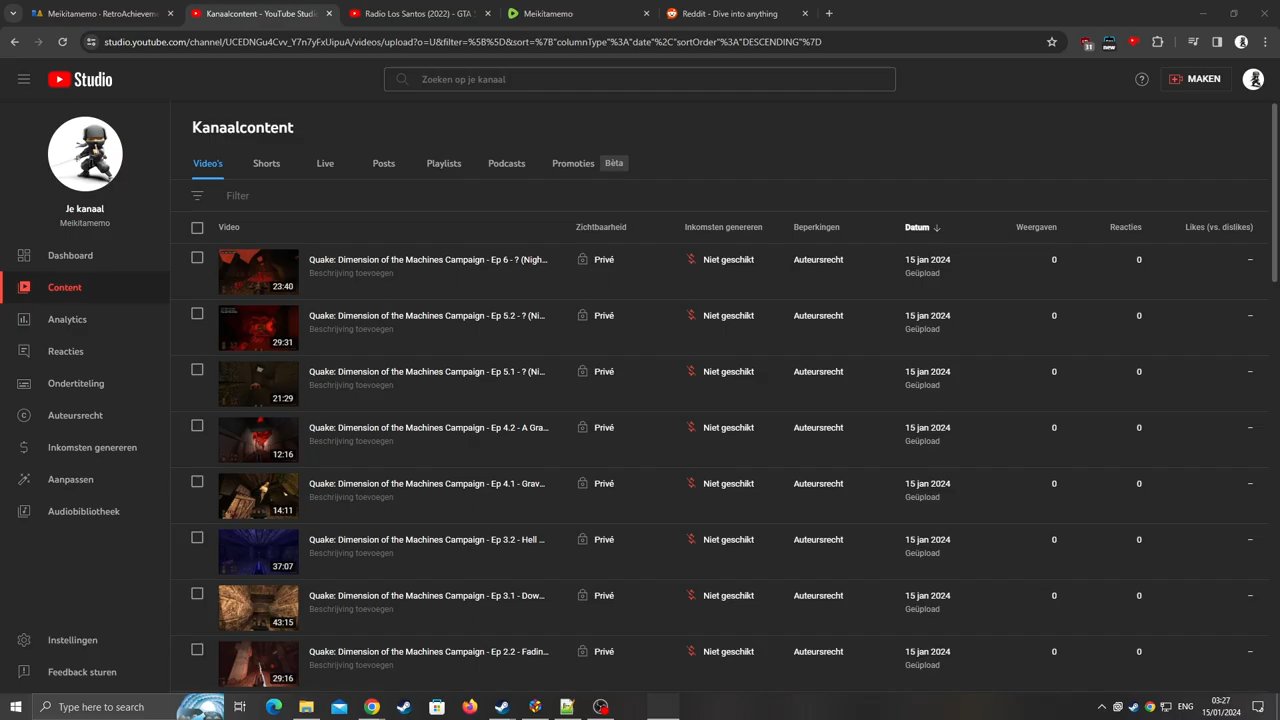 Meikitamemo - RetroAchieveme
Kanaalcontent - YouTube Studio
Radio Los Santos (2022) - GTA
Meikitamemo
Reddit - Dive into anything
studio.youtube.com/channel/UCEDNGu4Cvv_Y7n7yFxUipuA/videos/upload?o=U&filter=%5B%5D&sort=%7B"columnType"%3A"date"%2C"sortOrder"%3A"DESCENDING"%7D
31
new
Studio
Zoeken op je kanaal
MAKEN
Je kanaal
Meikitamemo
Dashboard
Content
Analytics
Reacties
Ondertiteling
Auteursrecht
Inkomsten genereren
Aanpassen
Audiobibliotheek
Instellingen
Feedback sturen
Kanaalcontent
Video's Shorts Live Posts Playlists Podcasts Promoties Bèta
Filter
Video Zichtbaarheid Inkomsten genereren Beperkingen Datum Weergaven Reacties Likes (vs. dislikes)
23:40 Quake: Dimension of the Machines Campaign - Ep 6 - ? (Nigh... Privé Niet geschikt Auteursrecht 15 jan 2024 0 0 –
Beschrijving toevoegen Geüpload
29:31 Quake: Dimension of the Machines Campaign - Ep 5.2 - ? (Ni... Privé Niet geschikt Auteursrecht 15 jan 2024 0 0 –
Beschrijving toevoegen Geüpload
21:29 Quake: Dimension of the Machines Campaign - Ep 5.1 - ? (Ni... Privé Niet geschikt Auteursrecht 15 jan 2024 0 0 –
Beschrijving toevoegen Geüpload
12:16 Quake: Dimension of the Machines Campaign - Ep 4.2 - A Gra... Privé Niet geschikt Auteursrecht 15 jan 2024 0 0 –
Beschrijving toevoegen Geüpload
14:11 Quake: Dimension of the Machines Campaign - Ep 4.1 - Grav... Privé Niet geschikt Auteursrecht 15 jan 2024 0 0 –
Beschrijving toevoegen Geüpload
37:07 Quake: Dimension of the Machines Campaign - Ep 3.2 - Hell ... Privé Niet geschikt Auteursrecht 15 jan 2024 0 0 –
Beschrijving toevoegen Geüpload
43:15 Quake: Dimension of the Machines Campaign - Ep 3.1 - Dow... Privé Niet geschikt Auteursrecht 15 jan 2024 0 0 –
Beschrijving toevoegen Geüpload
29:16 Quake: Dimension of the Machines Campaign - Ep 2.2 - Fadin... Privé Niet geschikt Auteursrecht 15 jan 2024 0 0 –
Beschrijving toevoegen Geüpload
Type here to search
ENG
03:27
15/01/2024